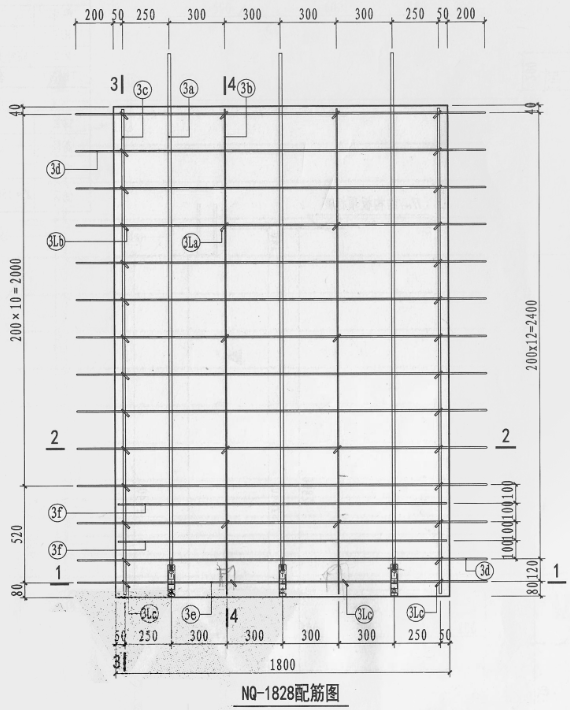 200 50 250 300 300 300 300 250 50 200
3 4
3c 3a 3b
40 40
3d
3Lb 3La
200×10=2000
200x12=2400
2 2
3f
100 100
520
3f
100 100
1 1
3d
80 80 120
3Lc 3e 3Lc 3Lc
4
50 250 300 300 300 300 250 50
3
1800
NQ-1828配筋图